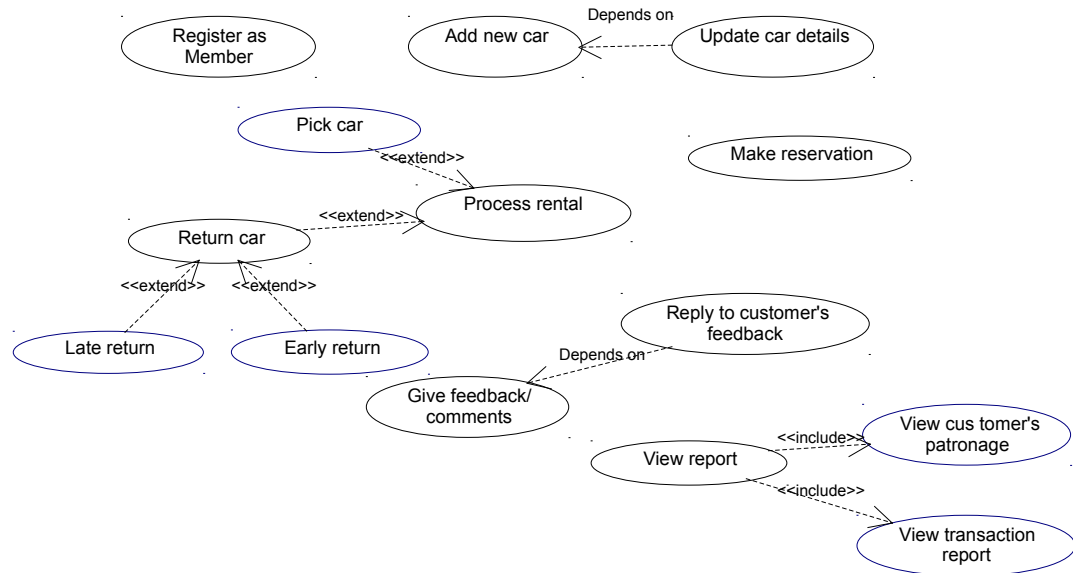 Depends on
Register as
Member
Add new car
Update car details
Pick car
<<extend>>
Make reservation
Process rental
<<extend>>
Return car
<<extend>>
<<extend>>
Reply to customer's
feedback
Late return
Early return
Depends on
Give feedback/
comments
View cus tomer's
patronage
<<include>>
View report
<<include>>
View transaction
report